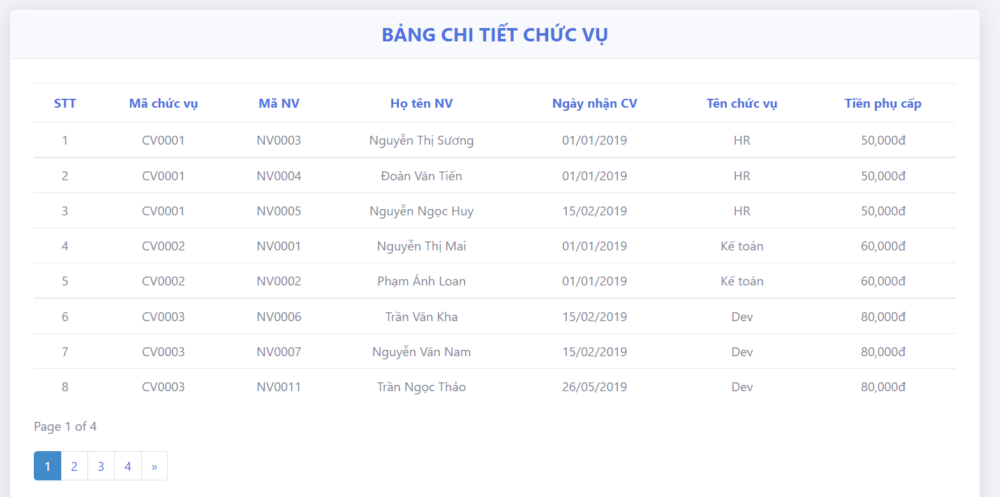 BẢNG CHI TIẾT CHỨC VỤ
STT Mã chức vụ Mã NV Họ tên NV Ngày nhận CV Tên chức vụ Tiền phụ cấp
1 CV0001 NV0003 Nguyễn Thị Sương 01/01/2019 HR 50,000đ
2 CV0001 NV0004 Đoàn Văn Tiến 01/01/2019 HR 50,000đ
3 CV0001 NV0005 Nguyễn Ngọc Huy 15/02/2019 HR 50,000đ
4 CV0002 NV0001 Nguyễn Thị Mai 01/01/2019 Kế toán 60,000đ
5 CV0002 NV0002 Phạm Ánh Loan 01/01/2019 Kế toán 60,000đ
6 CV0003 NV0006 Trần Văn Kha 15/02/2019 Dev 80,000đ
7 CV0003 NV0007 Nguyễn Văn Nam 15/02/2019 Dev 80,000đ
8 CV0003 NV0011 Trần Ngọc Thảo 26/05/2019 Dev 80,000đ
Page 1 of 4
1 2 3 4 »